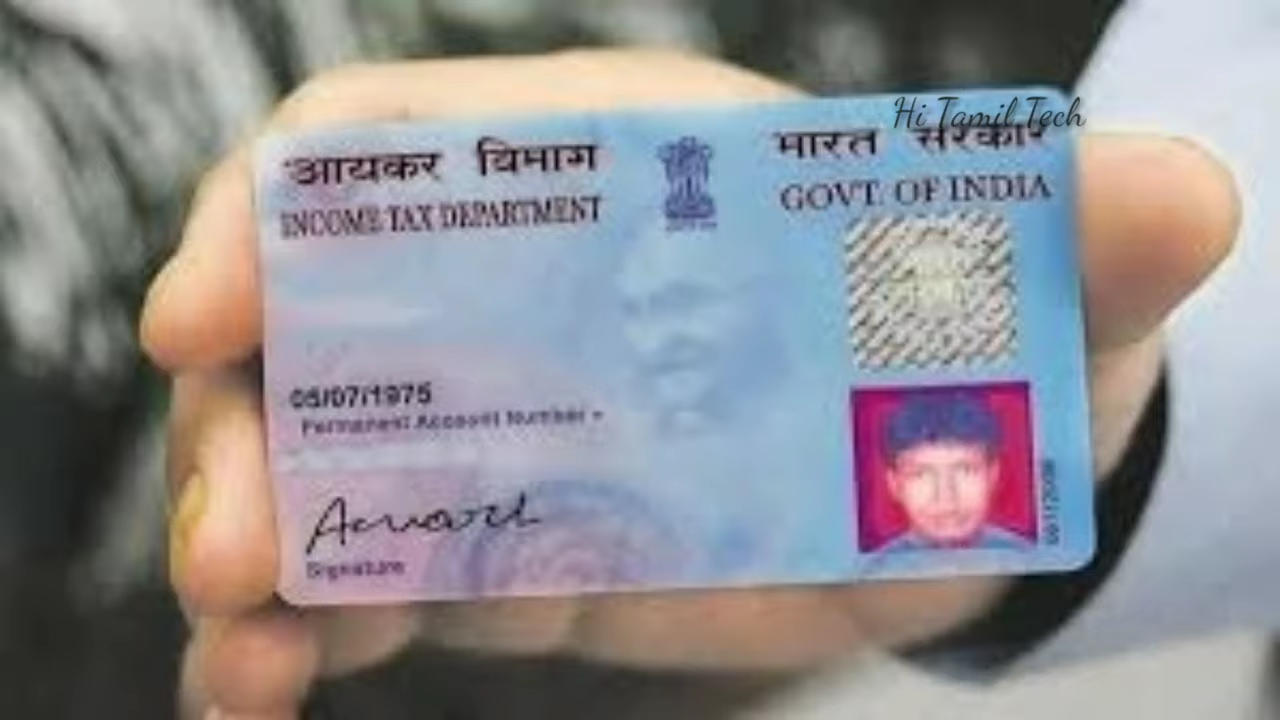 Hi Tamil Tech
आयकर विभाग
INCOME TAX DEPARTMENT
भारत सरकार
GOVT. OF INDIA
05/07/1975
Permanent Account Number
Signature